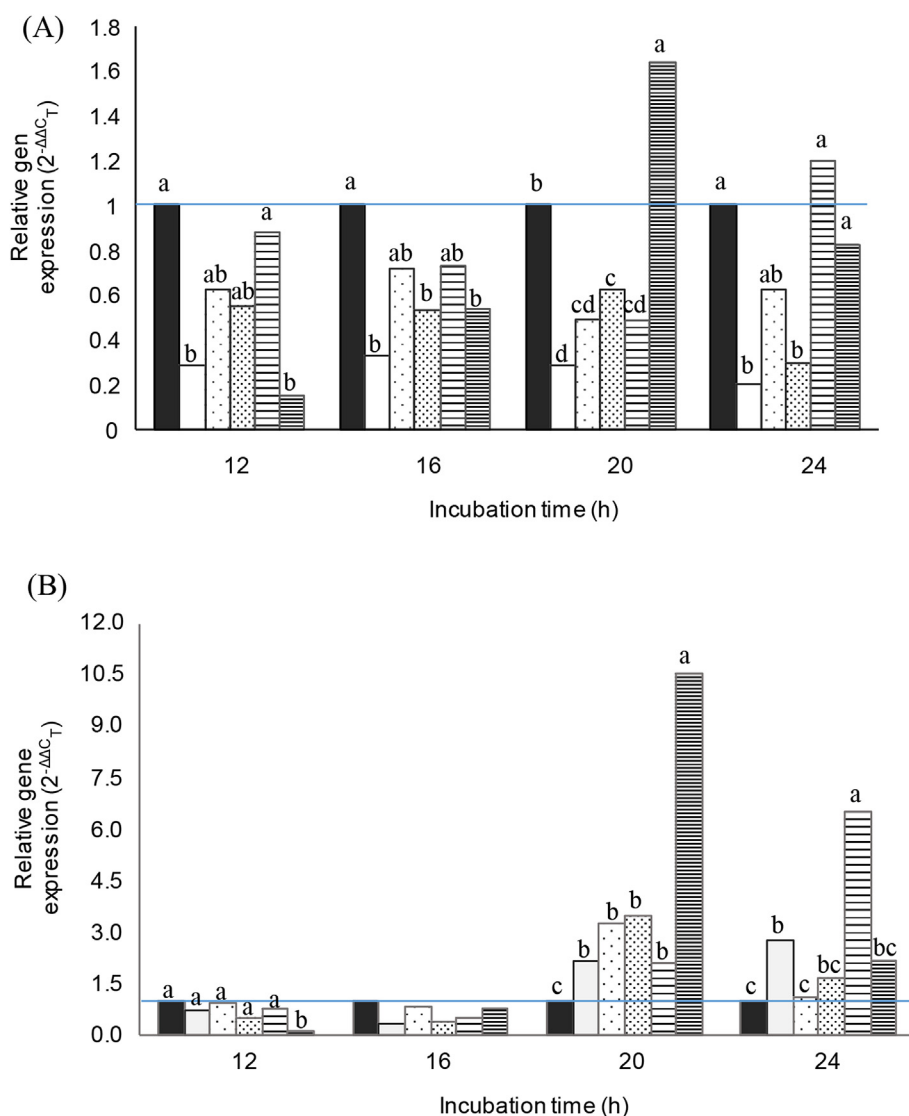 (A)
Relative gen
expression (2-ΔΔCT)
1.8
1.6
1.4
1.2
1
0.8
0.6
0.4
0.2
0
a
b
ab
ab
a
b
a
b
ab
b
ab
b
b
d
cd
c
cd
a
a
b
ab
b
a
a
12
16
20
24
Incubation time (h)
(B)
Relative gene
expression (2-ΔΔCT)
12.0
10.5
9.0
7.5
6.0
4.5
3.0
1.5
0.0
a
a
a
a
a
b
c
b
b
b
b
a
c
b
c
bc
a
bc
12
16
20
24
Incubation time (h)